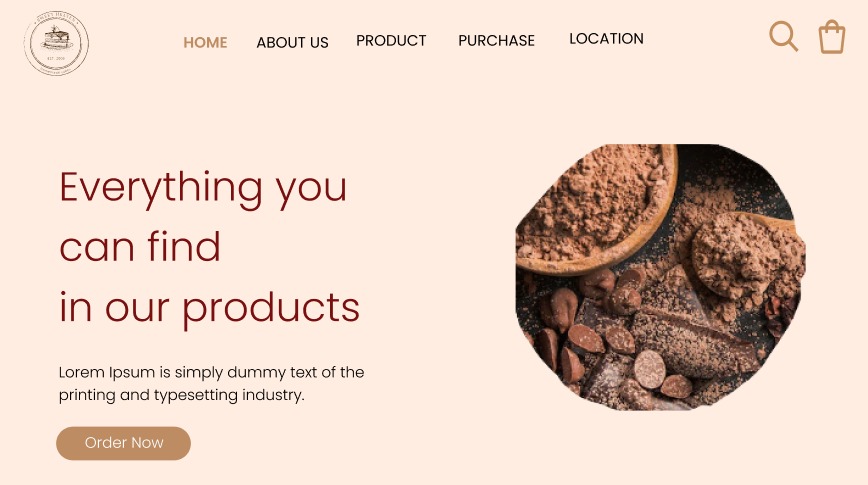 HOME ABOUT US PRODUCT PURCHASE LOCATION
Everything you
can find
in our products
Lorem Ipsum is simply dummy text of the
printing and typesetting industry.
Order Now